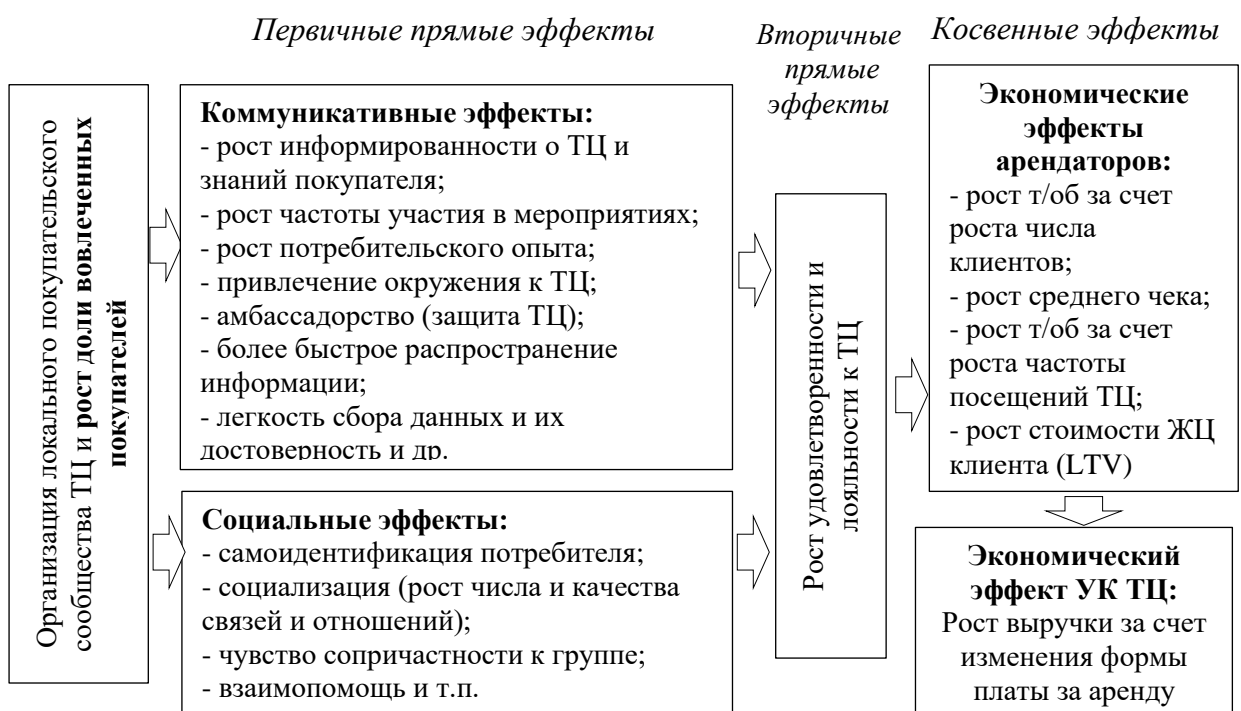 Первичные прямые эффекты
Вторичные
прямые
эффекты
Косвенные эффекты
Организация локального покупательского
сообщества ТЦ и рост доли вовлеченных
покупателей
Коммуникативные эффекты:
- рост информированности о ТЦ и
знаний покупателя;
- рост частоты участия в мероприятиях;
- рост потребительского опыта;
- привлечение окружения к ТЦ;
- амбассадорство (защита ТЦ);
- более быстрое распространение
информации;
- легкость сбора данных и их
достоверность и др.
Социальные эффекты:
- самоидентификация потребителя;
- социализация (рост числа и качества
связей и отношений);
- чувство сопричастности к группе;
- взаимопомощь и т.п.
Рост удовлетворенности и
лояльности к ТЦ
Экономические
эффекты
арендаторов:
- рост т/об за счет
роста числа
клиентов;
- рост среднего чека;
- рост т/об за счет
роста частоты
посещений ТЦ;
- рост стоимости ЖЦ
клиента (LTV)
Экономический
эффект УК ТЦ:
Рост выручки за счет
изменения формы
платы за аренду